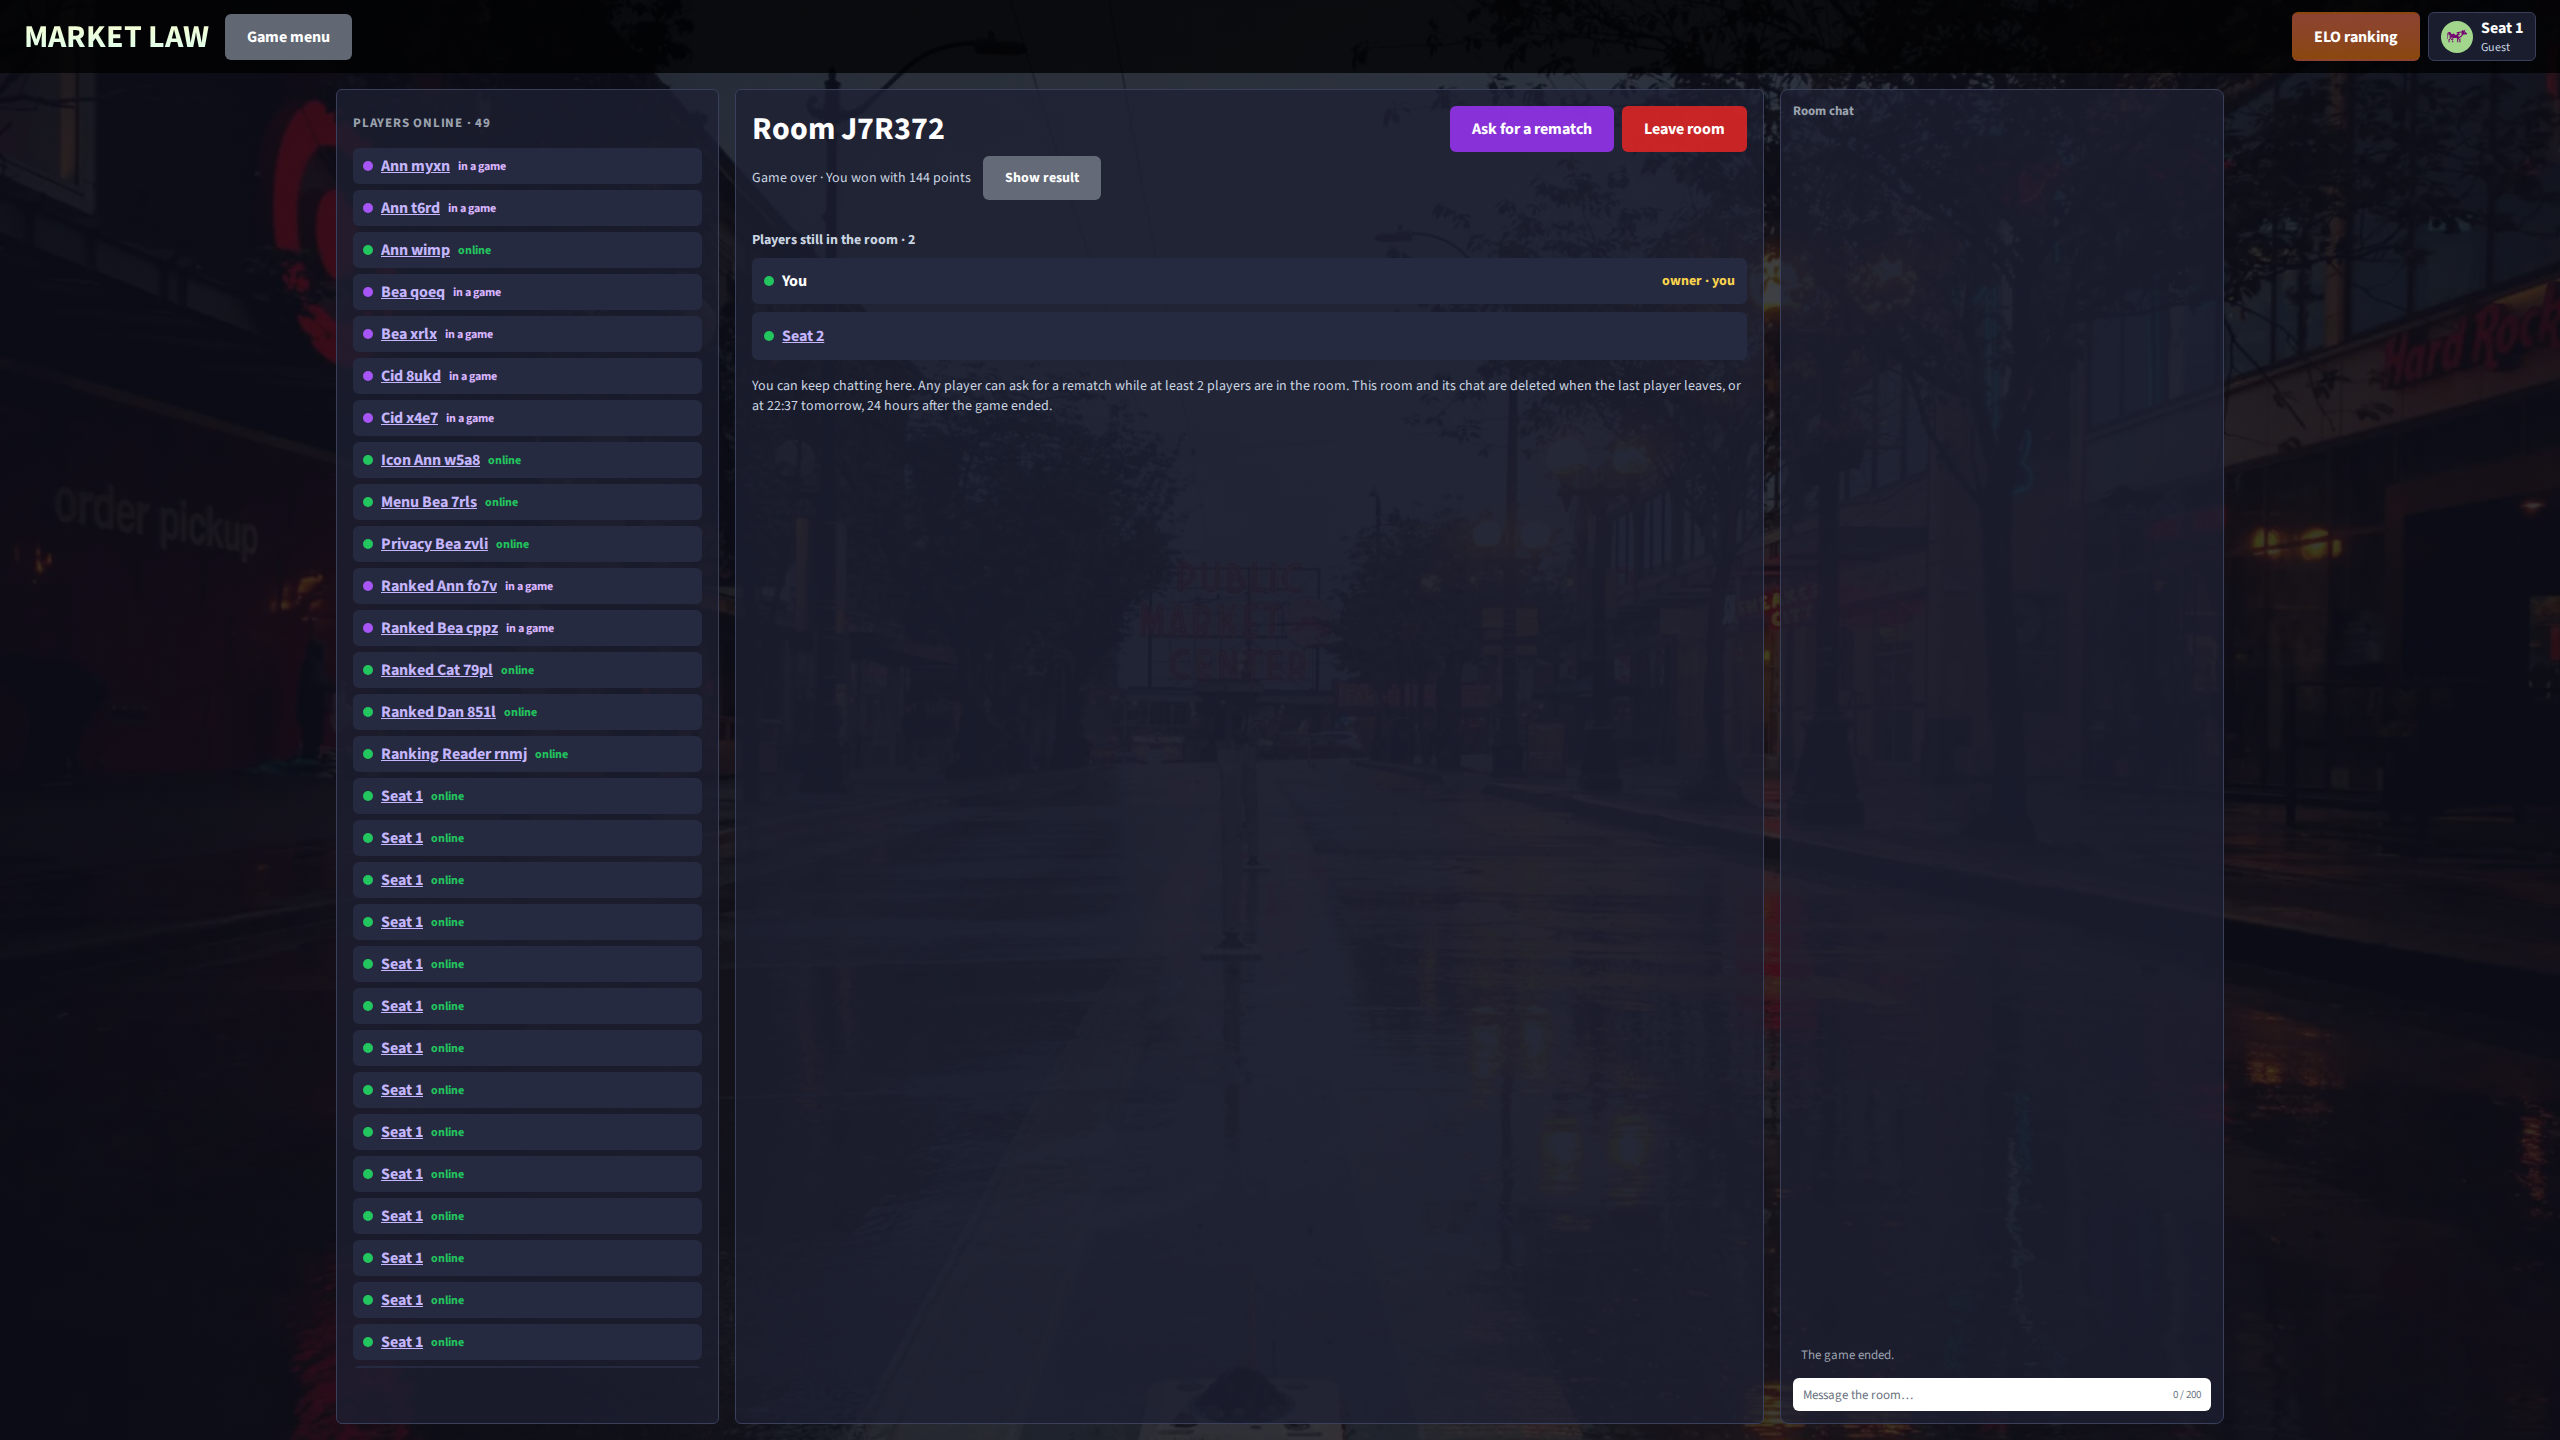 MARKET LAW
Game menu
ELO ranking
Seat 1
Guest
PLAYERS ONLINE · 49
Ann myxn in a game
Ann t6rd in a game
Ann wimp online
Bea qoeq in a game
Bea xrlx in a game
Cid 8ukd in a game
Cid x4e7 in a game
Icon Ann w5a8 online
Menu Bea 7rls online
Privacy Bea zvli online
Ranked Ann fo7v in a game
Ranked Bea cppz in a game
Ranked Cat 79pl online
Ranked Dan 851l online
Ranking Reader rnmj online
Seat 1 online
Seat 1 online
Seat 1 online
Seat 1 online
Seat 1 online
Seat 1 online
Seat 1 online
Seat 1 online
Seat 1 online
Seat 1 online
Seat 1 online
Seat 1 online
Seat 1 online
Seat 1 online
Room J7R372
Ask for a rematch
Leave room
Game over · You won with 144 points
Show result
Players still in the room · 2
You
owner · you
Seat 2
You can keep chatting here. Any player can ask for a rematch while at least 2 players are in the room. This room and its chat are deleted when the last player leaves, or
at 22:37 tomorrow, 24 hours after the game ended.
Room chat
The game ended.
Message the room…
0 / 200
order pickup
PUBLIC
MARKET
CENTER
Hard Rock